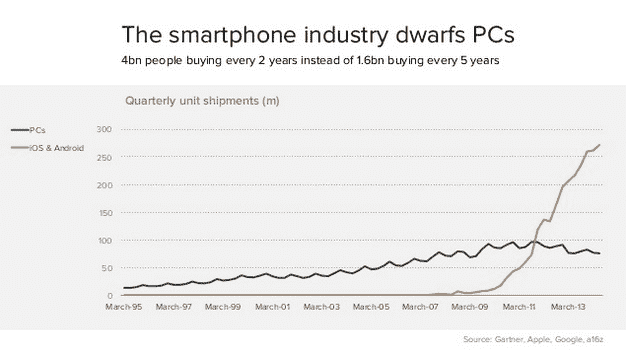 The smartphone industry dwarfs PCs
4bn people buying every 2 years instead of 1.6bn buying every 5 years
Quarterly unit shipments (m)
PCs
iOS & Android
300
250
200
150
100
50
0
March-95 March-97 March-99 March-01 March-03 March-05 March-07 March-09 March-11 March-13
Source: Gartner, Apple, Google, a16z